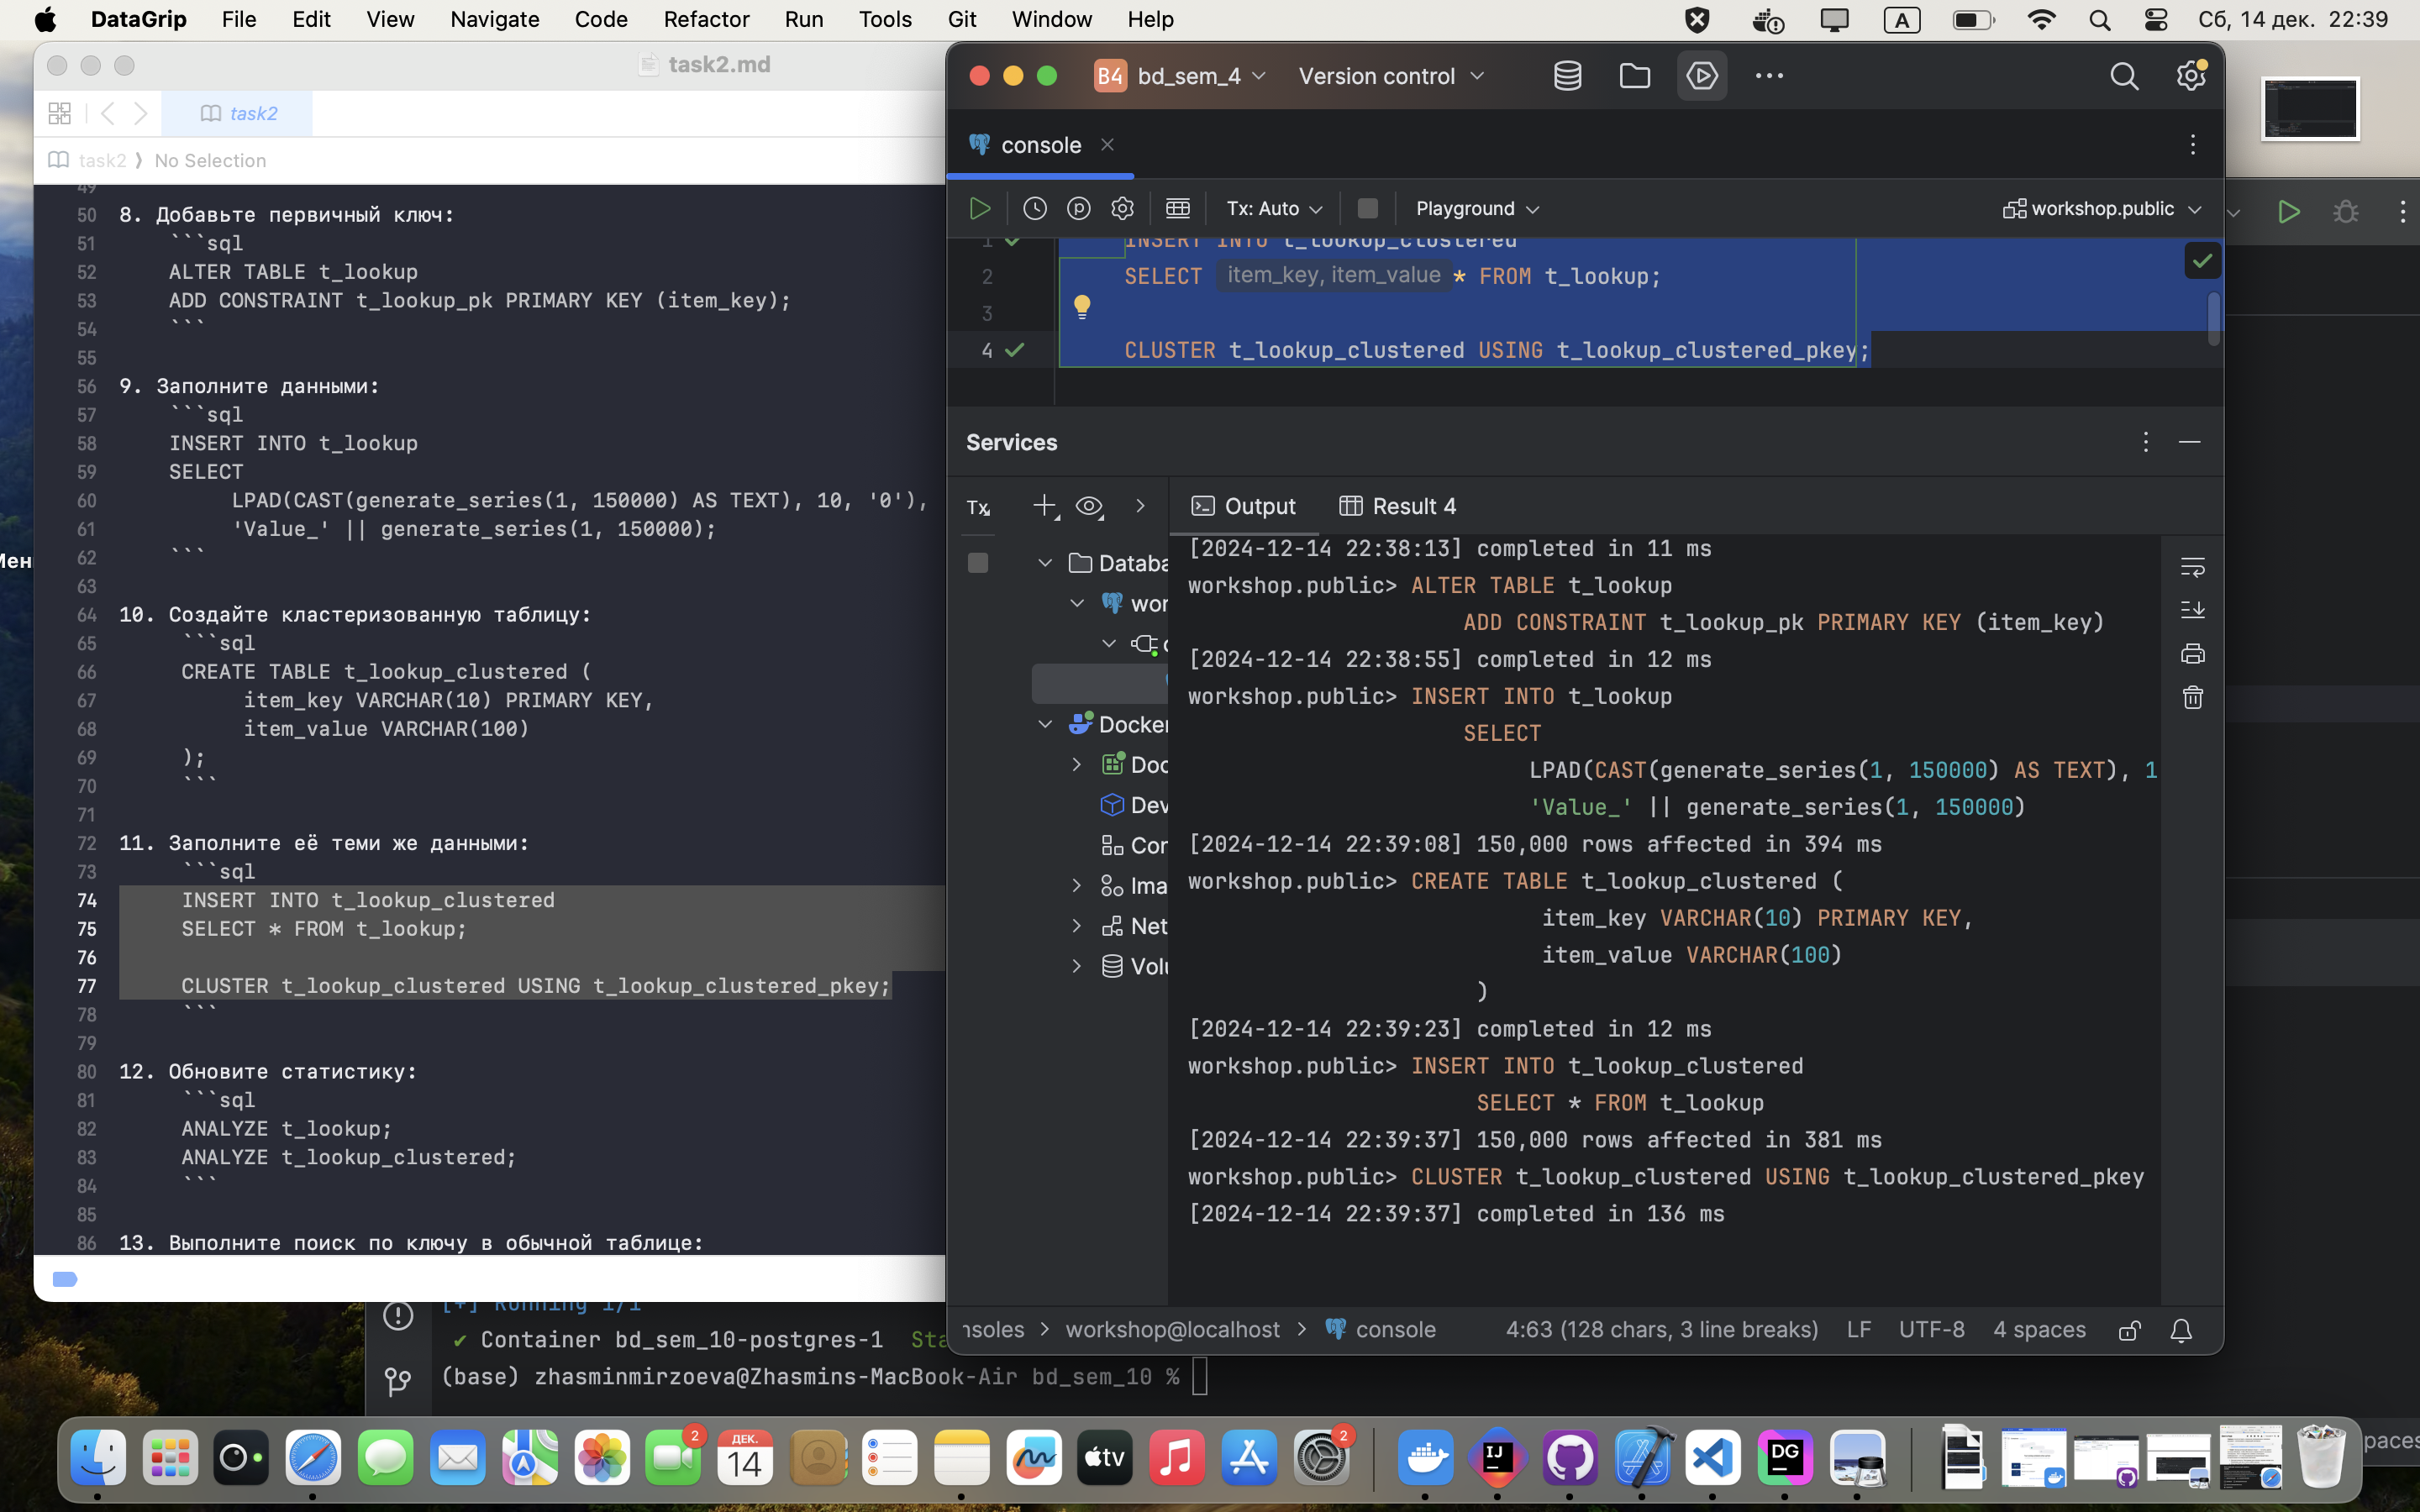 DataGrip File Edit View Navigate Code Refactor Run Tools Git Window Help
A Сб, 14 дек. 22:39
task2.md
task2
task2 No Selection
49
50 8. Добавьте первичный ключ:
51 ```sql
52 ALTER TABLE t_lookup
53 ADD CONSTRAINT t_lookup_pk PRIMARY KEY (item_key);
54 ```
55
56 9. Заполните данными:
57 ```sql
58 INSERT INTO t_lookup
59 SELECT
60 LPAD(CAST(generate_series(1, 150000) AS TEXT), 10, '0'),
61 'Value_' || generate_series(1, 150000);
62 ```
63
64 10. Создайте кластеризованную таблицу:
65 ```sql
66 CREATE TABLE t_lookup_clustered (
67 item_key VARCHAR(10) PRIMARY KEY,
68 item_value VARCHAR(100)
69 );
70 ```
71
72 11. Заполните её теми же данными:
73 ```sql
74 INSERT INTO t_lookup_clustered
75 SELECT * FROM t_lookup;
76
77 CLUSTER t_lookup_clustered USING t_lookup_clustered_pkey;
78 ```
79
80 12. Обновите статистику:
81 ```sql
82 ANALYZE t_lookup;
83 ANALYZE t_lookup_clustered;
84 ```
85
86 13. Выполните поиск по ключу в обычной таблице:
B4 bd_sem_4 Version control
console
Tx: Auto Playground workshop.public
1 INSERT INTO t_lookup_clustered
2 SELECT item_key, item_value * FROM t_lookup;
3
4 CLUSTER t_lookup_clustered USING t_lookup_clustered_pkey;
Services
Tx
Output Result 4
Databa
wor
Docker
Doc
Dev
Cor
Ima
Net
Volu
[2024-12-14 22:38:13] completed in 11 ms
workshop.public> ALTER TABLE t_lookup
ADD CONSTRAINT t_lookup_pk PRIMARY KEY (item_key)
[2024-12-14 22:38:55] completed in 12 ms
workshop.public> INSERT INTO t_lookup
SELECT
LPAD(CAST(generate_series(1, 150000) AS TEXT), 1
'Value_' || generate_series(1, 150000)
[2024-12-14 22:39:08] 150,000 rows affected in 394 ms
workshop.public> CREATE TABLE t_lookup_clustered (
item_key VARCHAR(10) PRIMARY KEY,
item_value VARCHAR(100)
)
[2024-12-14 22:39:23] completed in 12 ms
workshop.public> INSERT INTO t_lookup_clustered
SELECT * FROM t_lookup
[2024-12-14 22:39:37] 150,000 rows affected in 381 ms
workshop.public> CLUSTER t_lookup_clustered USING t_lookup_clustered_pkey
[2024-12-14 22:39:37] completed in 136 ms
nsoles workshop@localhost console 4:63 (128 chars, 3 line breaks) LF UTF-8 4 spaces
[+] Running 1/1
✔ Container bd_sem_10-postgres-1 Sta
(base) zhasminmirzoeva@Zhasmins-MacBook-Air bd_sem_10 %
2
ДЕК.
14
tv
2
IJ
DG